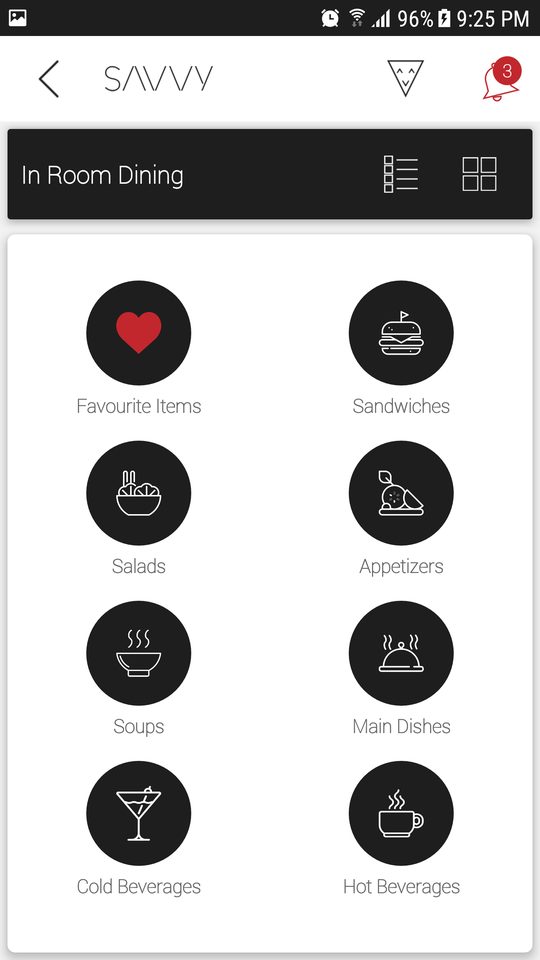 96% 9:25 PM
SAVVY
3
In Room Dining
Favourite Items
Sandwiches
Salads
Appetizers
Soups
Main Dishes
Cold Beverages
Hot Beverages